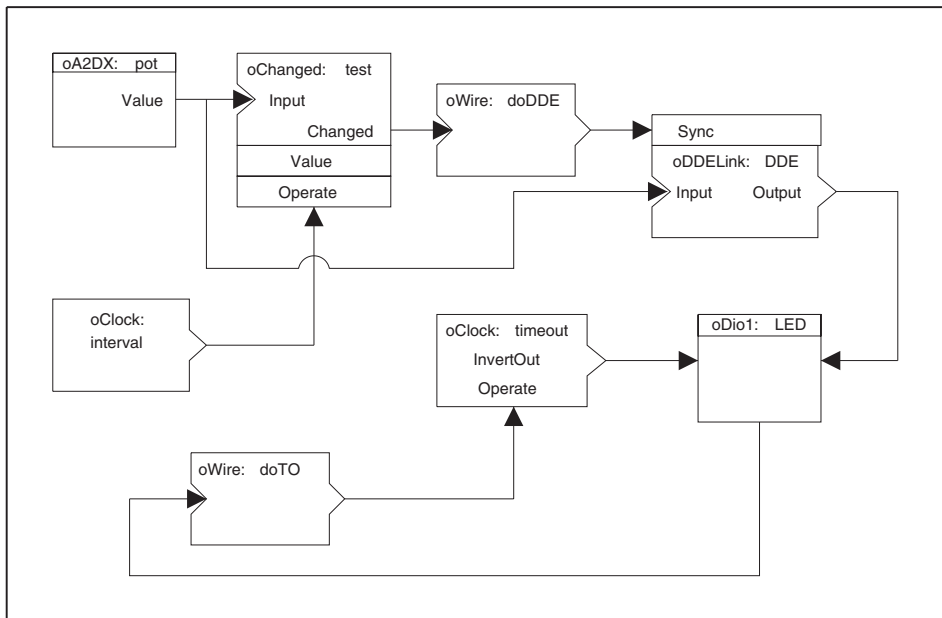 oA2DX: pot
Value
oChanged: test
Input
Changed
Value
Operate
oWire: doDDE
Sync
oDDELink: DDE
Input Output
oClock:
interval
oClock: timeout
InvertOut
Operate
oDio1: LED
oWire: doTO